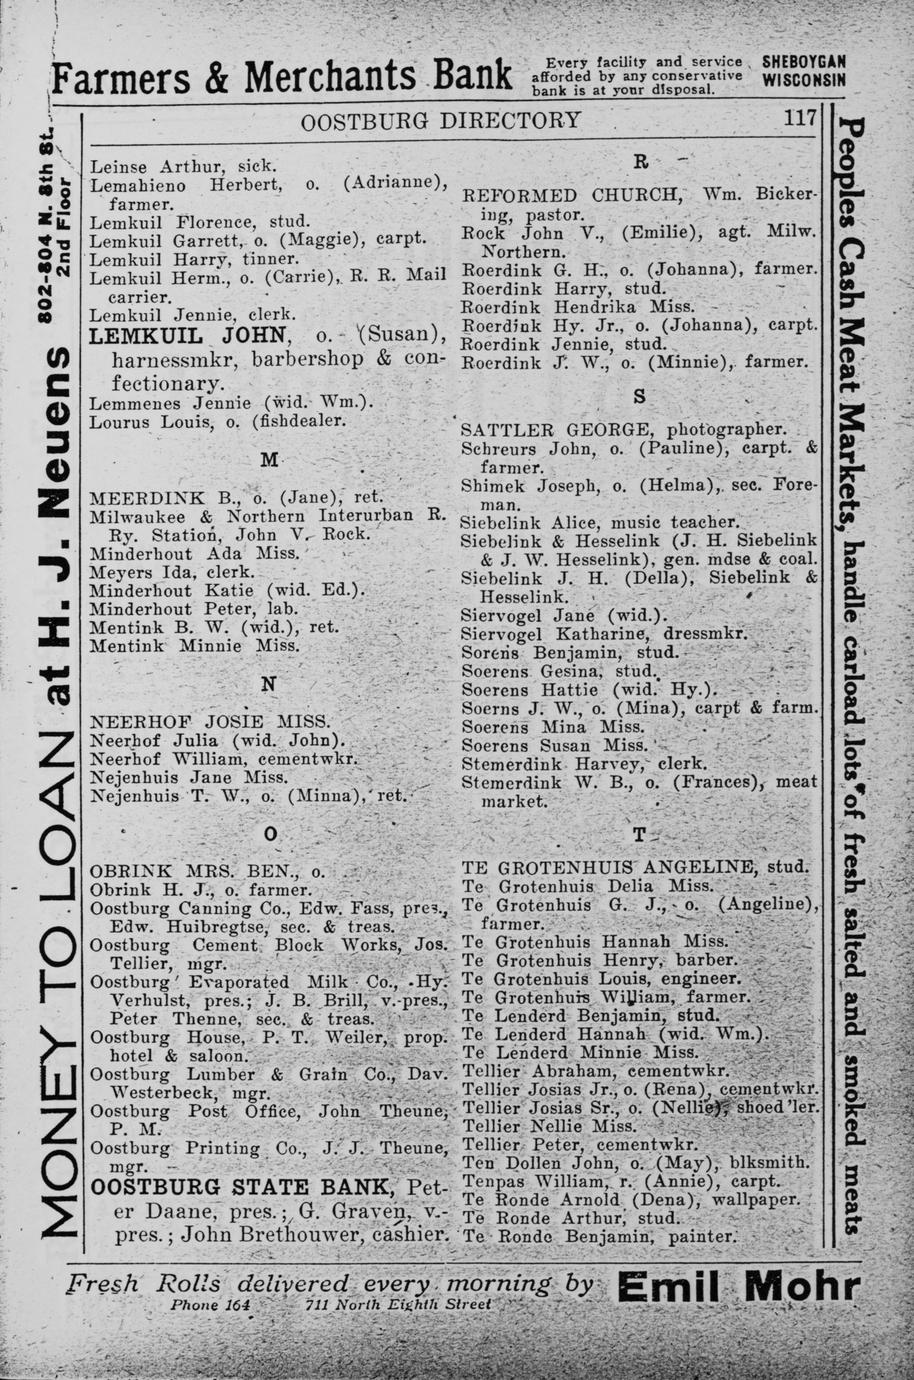 Farmers & Merchants Bank
Every facility and service
afforded by any conservative
bank is at your disposal.
SHEBOYGAN
WISCONSIN
OOSTBURG DIRECTORY 117
Leinse Arthur, sick.
Lemahieno Herbert, o. (Adrianne),
farmer.
Lemkuil Florence, stud.
Lemkuil Garrett, o. (Maggie), carpt.
Lemkuil Harry, tinner.
Lemkuil Herm., o. (Carrie), R. R. Mail
carrier.
Lemkuil Jennie, clerk.
LEMKUIL JOHN, o. (Susan),
harnessmkr, barbershop & con-
fectionary.
Lemmenes Jennie (wid. Wm.).
Lourus Louis, o. (fishdealer.
M
MEERDINK B., o. (Jane), ret.
Milwaukee & Northern Interurban R.
Ry. Station, John V. Rock.
Minderhout Ada Miss.
Meyers Ida, clerk.
Minderhout Katie (wid. Ed.).
Minderhout Peter, lab.
Mentink B. W. (wid.), ret.
Mentink Minnie Miss.
N
NEERHOF JOSIE MISS.
Neerhof Julia (wid. John).
Neerhof William, cementwkr.
Nejenhuis Jane Miss.
Nejenhuis T. W., o. (Minna), ret.
O
OBRINK MRS. BEN., o.
Obrink H. J., o. farmer.
Oostburg Canning Co., Edw. Fass, pres.,
Edw. Huibregtse, sec. & treas.
Oostburg Cement Block Works, Jos.
Tellier, mgr.
Oostburg Evaporated Milk Co., Hy.
Verhulst, pres.; J. B. Brill, v.-pres.,
Peter Thenne, sec. & treas.
Oostburg House, P. T. Weiler, prop.
hotel & saloon.
Oostburg Lumber & Grain Co., Dav.
Westerbeck, mgr.
Oostburg Post Office, John Theune,
P. M.
Oostburg Printing Co., J. J. Theune,
mgr.
OOSTBURG STATE BANK, Pet-
er Daane, pres.; G. Graven, v.-
pres.; John Brethouwer, cashier.
R
REFORMED CHURCH, Wm. Bicker-
ing, pastor.
Rock John V., (Emilie), agt. Milw.
Northern.
Roerdink G. H., o. (Johanna), farmer.
Roerdink Harry, stud.
Roerdink Hendrika Miss.
Roerdink Hy. Jr., o. (Johanna), carpt.
Roerdink Jennie, stud.
Roerdink J. W., o. (Minnie), farmer.
S
SATTLER GEORGE, photographer.
Schreurs John, o. (Pauline), carpt. &
farmer.
Shimek Joseph, o. (Helma), sec. Fore-
man.
Siebelink Alice, music teacher.
Siebelink & Hesselink (J. H. Siebelink
& J. W. Hesselink), gen. mdse & coal.
Siebelink J. H. (Della), Siebelink &
Hesselink.
Siervogel Jane (wid.).
Siervogel Katharine, dressmkr.
Sorens Benjamin, stud.
Soerens Gesina, stud.
Soerens Hattie (wid. Hy.).
Soerns J. W., o. (Mina), carpt & farm.
Soerens Mina Miss.
Soerens Susan Miss.
Stemerdink Harvey, clerk.
Stemerdink W. B., o. (Frances), meat
market.
T
TE GROTENHUIS ANGELINE, stud.
Te Grotenhuis Delia Miss.
Te Grotenhuis G. J., o. (Angeline),
farmer.
Te Grotenhuis Hannah Miss.
Te Grotenhuis Henry, barber.
Te Grotenhuis Louis, engineer.
Te Grotenhuis William, farmer.
Te Lenderd Benjamin, stud.
Te Lenderd Hannah (wid. Wm.).
Te Lenderd Minnie Miss.
Tellier Abraham, cementwkr.
Tellier Josias Jr., o. (Rena), cementwkr.
Tellier Josias Sr., o. (Nellie), shoed'ler.
Tellier Nellie Miss.
Tellier Peter, cementwkr.
Ten Dollen John, o. (May), blksmith.
Tenpas William, r. (Annie), carpt.
Te Ronde Arnold (Dena), wallpaper.
Te Ronde Arthur, stud.
Te Ronde Benjamin, painter.
MONEY TO LOAN at H. J. Neuens
802-804 N. 8th St.
2nd Floor
Peoples Cash Meat Markets, handle carload lots of fresh salted and smoked meats
Fresh Rolls delivered every morning by Emil Mohr
Phone 164 711 North Eighth Street